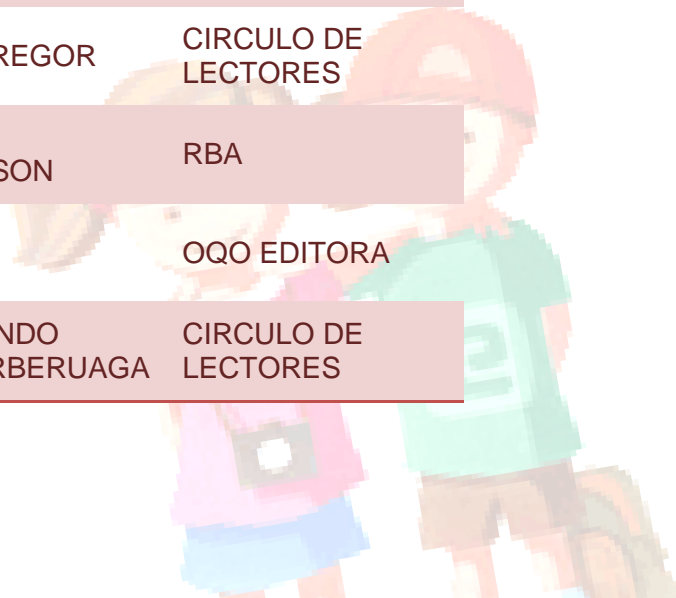 REGOR CIRCULO DE
LECTORES
SON RBA
OQO EDITORA
NDO CIRCULO DE
RBERUAGA LECTORES